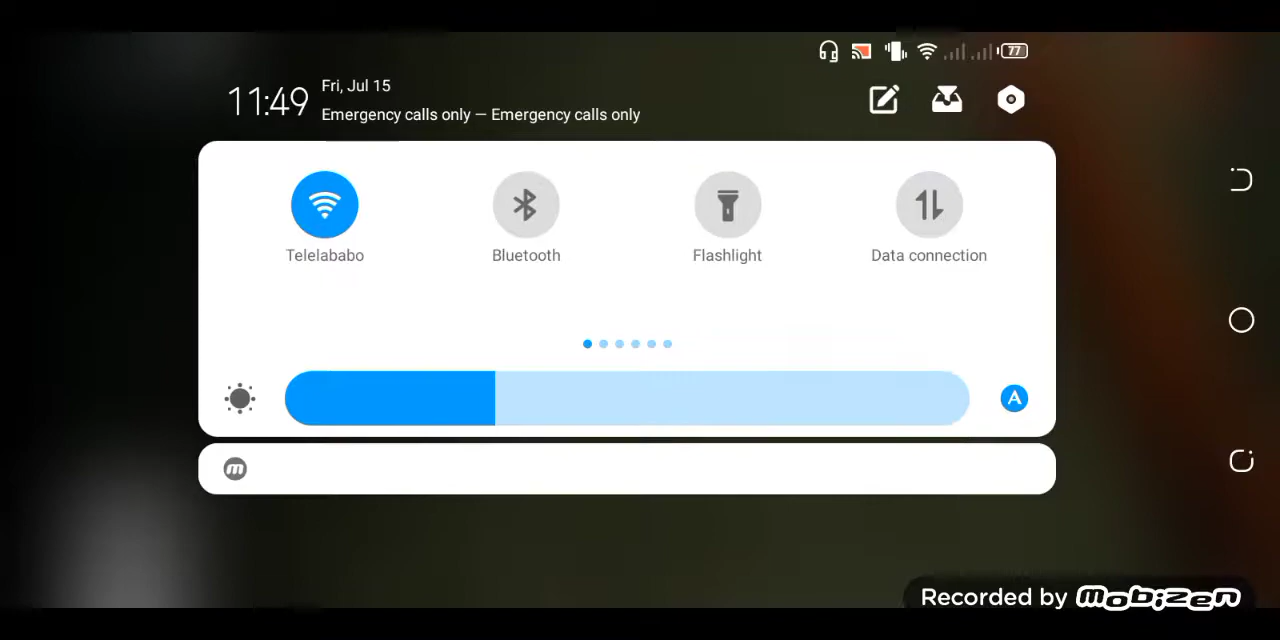 77
11:49
Fri, Jul 15
Emergency calls only — Emergency calls only
Telelababo
Bluetooth
Flashlight
Data connection
A
m
Recorded by mobizen